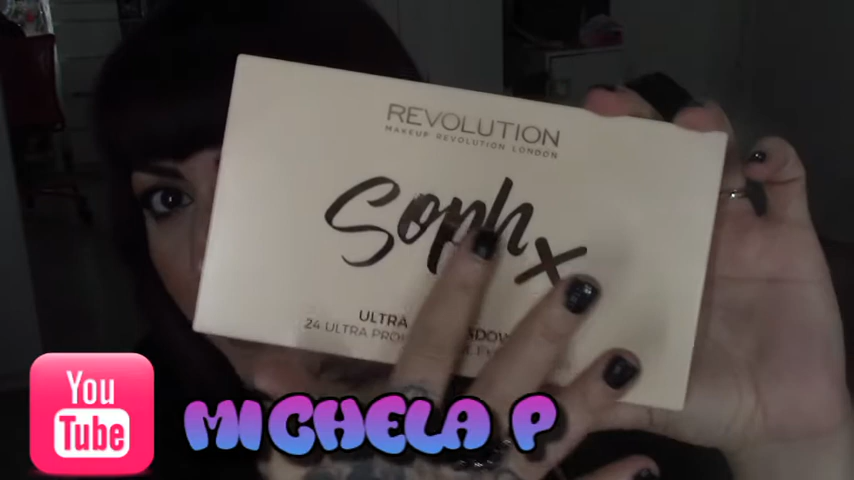 REVOLUTION
MAKEUP REVOLUTION LONDON
Soph X
ULTRA
24 ULTRA
You
Tube
MICHELA P